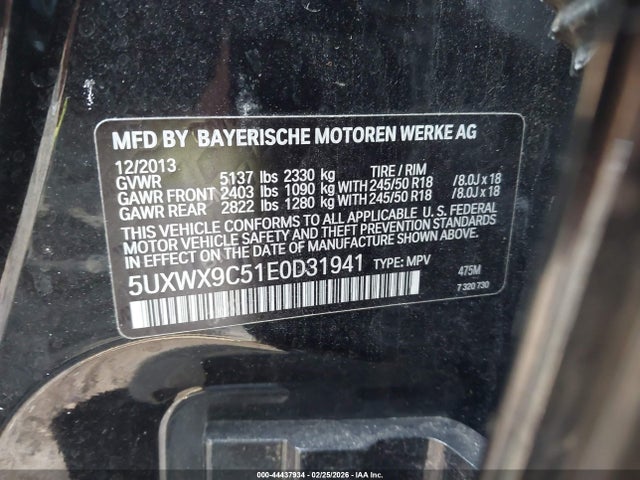 MFD BY BAYERISCHE MOTOREN WERKE AG
12/2013 TIRE / RIM
GVWR 5137 lbs 2330 kg
GAWR FRONT 2403 lbs 1090 kg WITH 245/50 R18 /8.0J x 18
GAWR REAR 2822 lbs 1280 kg WITH 245/50 R18 /8.0J x 18
THIS VEHICLE CONFORMS TO ALL APPLICABLE U.S. FEDERAL
MOTOR VEHICLE SAFETY AND THEFT PREVENTION STANDARDS
IN EFFECT ON THE DATE OF MANUFACTURE SHOWN ABOVE.
5UXWX9C51E0D31941 TYPE: MPV 475M
7 320 730
000-44437934 - 02/25/2026 - IAA Inc.